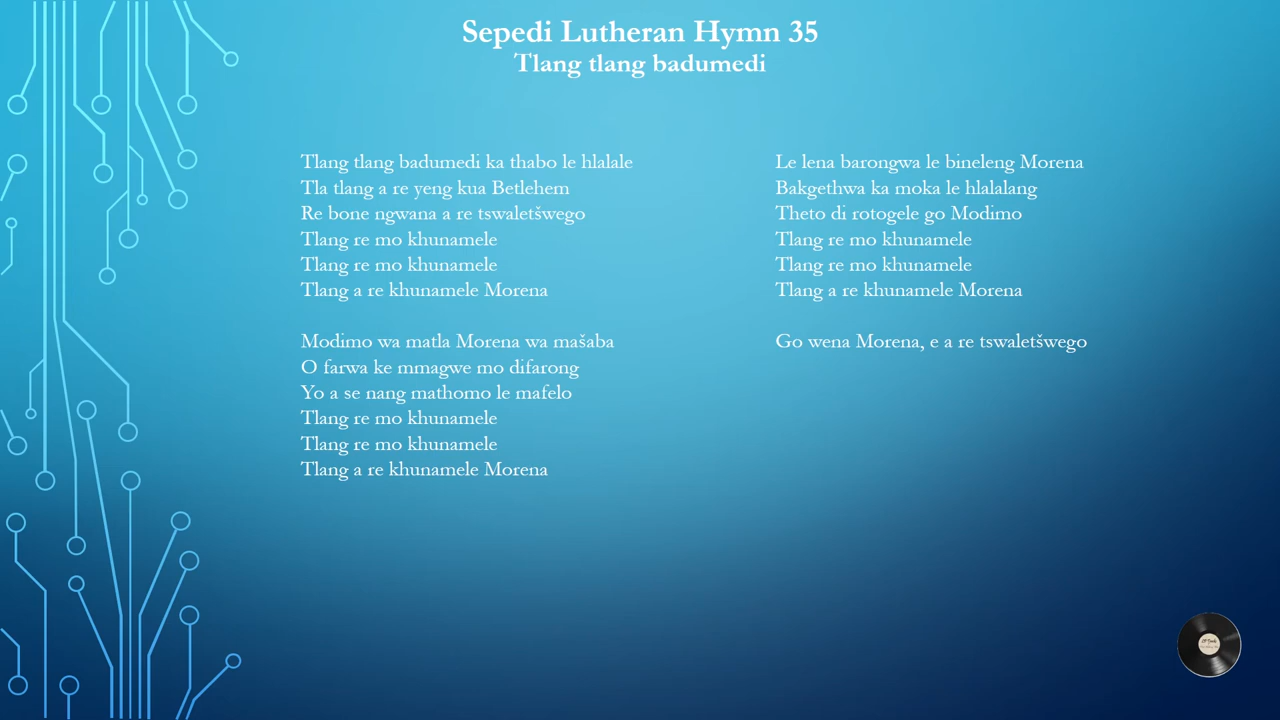 Sepedi Lutheran Hymn 35
Tlang tlang badumedi
Tlang tlang badumedi ka thabo le hlalale
Tla tlang a re yeng kua Betlehem
Re bone ngwana a re tswaletšwego
Tlang re mo khunamele
Tlang re mo khunamele
Tlang a re khunamele Morena
Modimo wa matla Morena wa mašaba
O farwa ke mmagwe mo difarong
Yo a se nang mathomo le mafelo
Tlang re mo khunamele
Tlang re mo khunamele
Tlang a re khunamele Morena
Le lena barongwa le bineleng Morena
Bakgethwa ka moka le hlalalang
Theto di rotogele go Modimo
Tlang re mo khunamele
Tlang re mo khunamele
Tlang a re khunamele Morena
Go wena Morena, e a re tswaletšwego